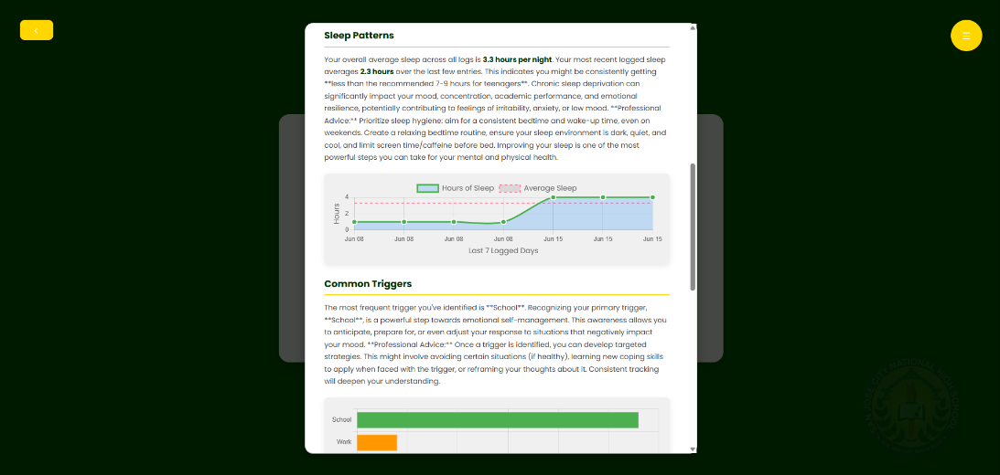 Sleep Patterns
Your overall average sleep across all logs is 3.3 hours per night. Your most recent logged sleep
averages 2.3 hours over the last few entries. This indicates you might be consistently getting
**less than the recommended 7-9 hours for teenagers**. Chronic sleep deprivation can
significantly impact your mood, concentration, academic performance, and emotional
resilience, potentially contributing to feelings of irritability, anxiety, or low mood. **Professional
Advice:** Prioritize sleep hygiene: aim for a consistent bedtime and wake-up time, even on
weekends. Create a relaxing bedtime routine, ensure your sleep environment is dark, quiet, and
cool, and limit screen time/caffeine before bed. Improving your sleep is one of the most
powerful steps you can take for your mental and physical health.
Hours of Sleep Average Sleep
Hours
4
2
0
Jun 08 Jun 08 Jun 08 Jun 08 Jun 15 Jun 15 Jun 15
Last 7 Logged Days
Common Triggers
The most frequent trigger you've identified is **School**. Recognizing your primary trigger,
**School**, is a powerful step towards emotional self-management. This awareness allows you
to anticipate, prepare for, or even adjust your response to situations that negatively impact
your mood. **Professional Advice:** Once a trigger is identified, you can develop targeted
strategies. This might involve avoiding certain situations (if healthy), learning new coping skills
to apply when faced with the trigger, or reframing your thoughts about it. Consistent tracking
will deepen your understanding.
School
Work